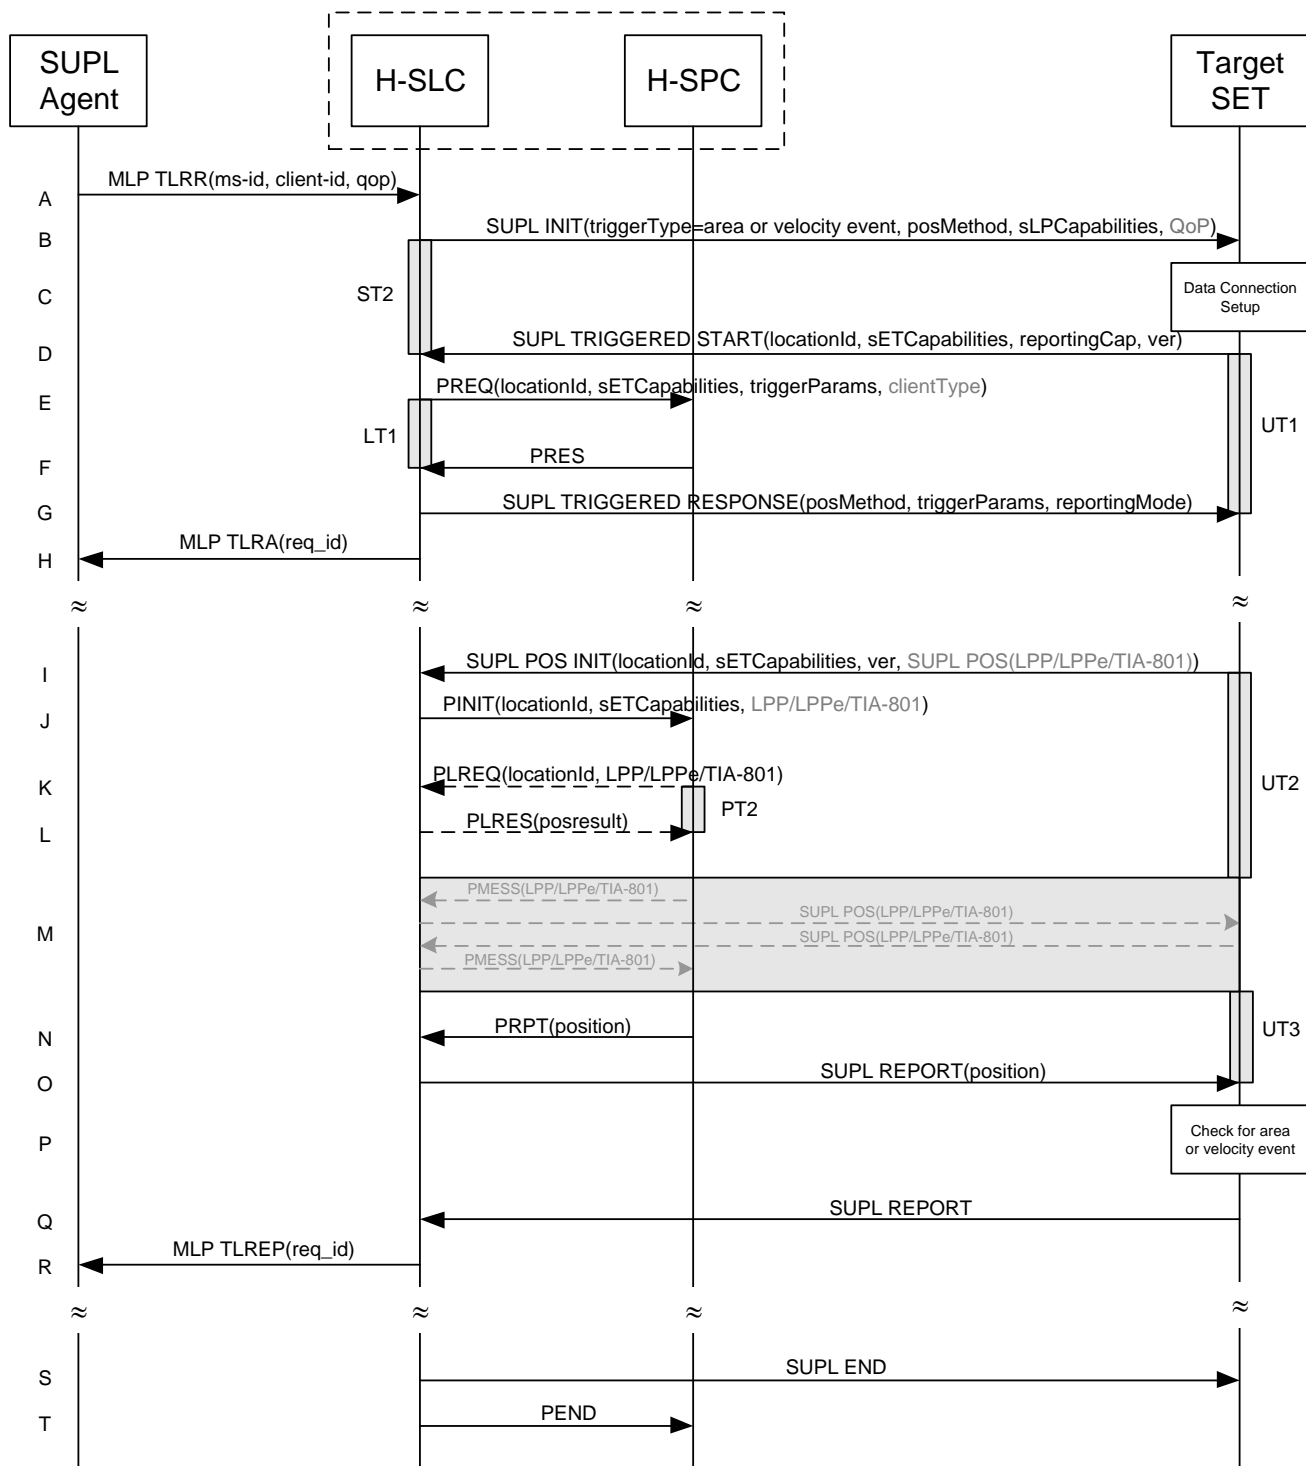 SUPL
Agent
H-SLC
H-SPC
Target
SET
A
MLP TLRR(ms-id, client-id, qop)
B
SUPL INIT(triggerType=area or velocity event, posMethod, sLPCapabilities, QoP)
C
ST2
Data Connection
Setup
D
SUPL TRIGGERED START(locationId, sETCapabilities, reportingCap, ver)
E
PREQ(locationId, sETCapabilities, triggerParams, clientType)
LT1
UT1
F
PRES
G
SUPL TRIGGERED RESPONSE(posMethod, triggerParams, reportingMode)
H
MLP TLRA(req_id)
≈ ≈ ≈ ≈
I
SUPL POS INIT(locationId, sETCapabilities, ver, SUPL POS(LPP/LPPe/TIA-801))
J
PINIT(locationId, sETCapabilities, LPP/LPPe/TIA-801)
K
PLREQ(locationId, LPP/LPPe/TIA-801)
PT2
UT2
L
PLRES(posresult)
PMESS(LPP/LPPe/TIA-801)
SUPL POS(LPP/LPPe/TIA-801)
M
SUPL POS(LPP/LPPe/TIA-801)
PMESS(LPP/LPPe/TIA-801)
N
PRPT(position)
UT3
O
SUPL REPORT(position)
P
Check for area
or velocity event
Q
SUPL REPORT
R
MLP TLREP(req_id)
≈ ≈ ≈ ≈
S
SUPL END
T
PEND